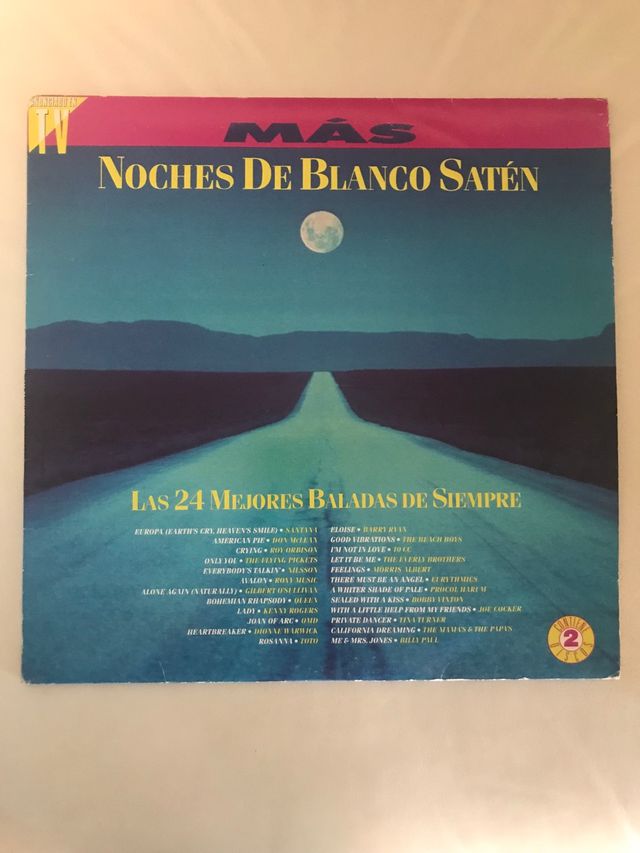 ANUNCIADO EN
TV
MÁS
NOCHES DE BLANCO SATÉN
LAS 24 MEJORES BALADAS DE SIEMPRE
EUROPA (EARTH'S CRY, HEAVEN'S SMILE) • SANTANA
AMERICAN PIE • DON McLEAN
CRYING • ROY ORBISON
ONLY YOU • THE FLYING PICKETS
EVERYBODY'S TALKIN' • NILSSON
AVALON • ROXY MUSIC
ALONE AGAIN (NATURALLY) • GILBERT O'SULLIVAN
BOHEMIAN RHAPSODY • QUEEN
LADY • KENNY ROGERS
JOAN OF ARC • OMD
HEARTBREAKER • DIONNE WARWICK
ROSANNA • TOTO
ELOISE • BARRY RYAN
GOOD VIBRATIONS • THE BEACH BOYS
I'M NOT IN LOVE • 10 CC
LET IT BE ME • THE EVERLY BROTHERS
FEELINGS • MORRIS ALBERT
THERE MUST BE AN ANGEL • EURYTHMICS
A WHITER SHADE OF PALE • PROCOL HARUM
SEALED WITH A KISS • BOBBY VINTON
WITH A LITTLE HELP FROM MY FRIENDS • JOE COCKER
PRIVATE DANCER • TINA TURNER
CALIFORNIA DREAMING • THE MAMA'S & THE PAPA'S
ME & MRS. JONES • BILLY PAUL
CONTIENE
2
DISCOS